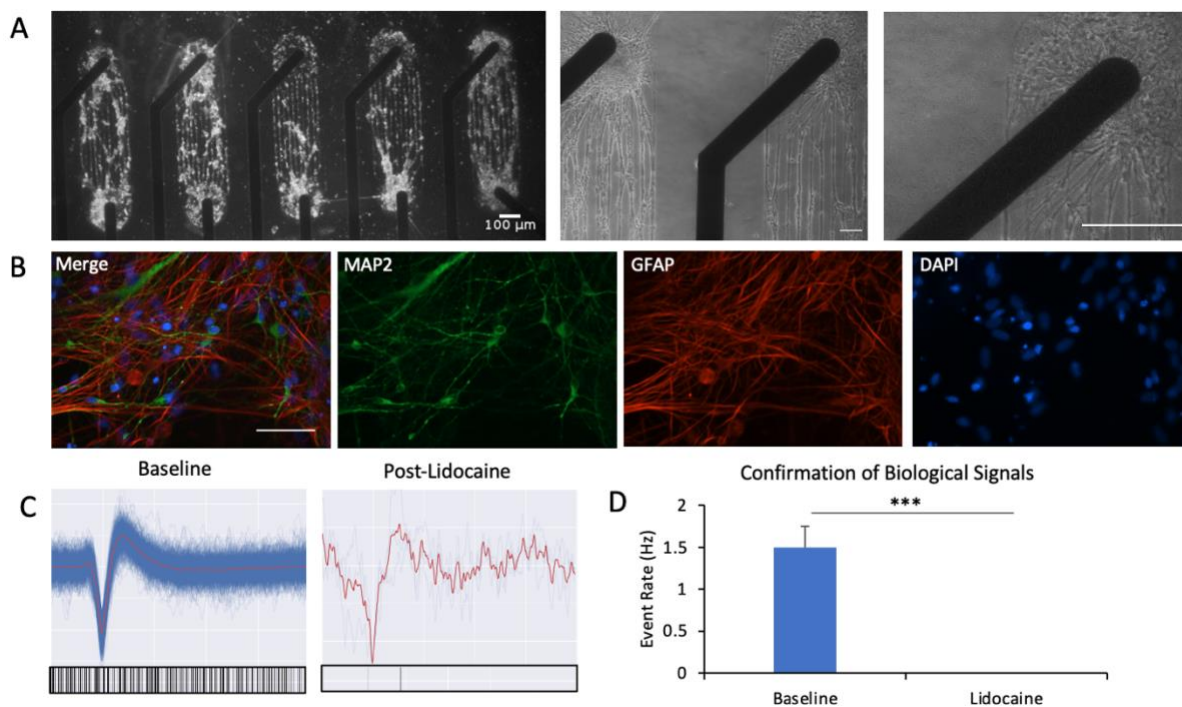 A
100 µm
B
Merge
MAP2
GFAP
DAPI
Baseline
Post-Lidocaine
C
D
Confirmation of Biological Signals
***
Event Rate (Hz)
2
1.5
1
0.5
0
Baseline
Lidocaine